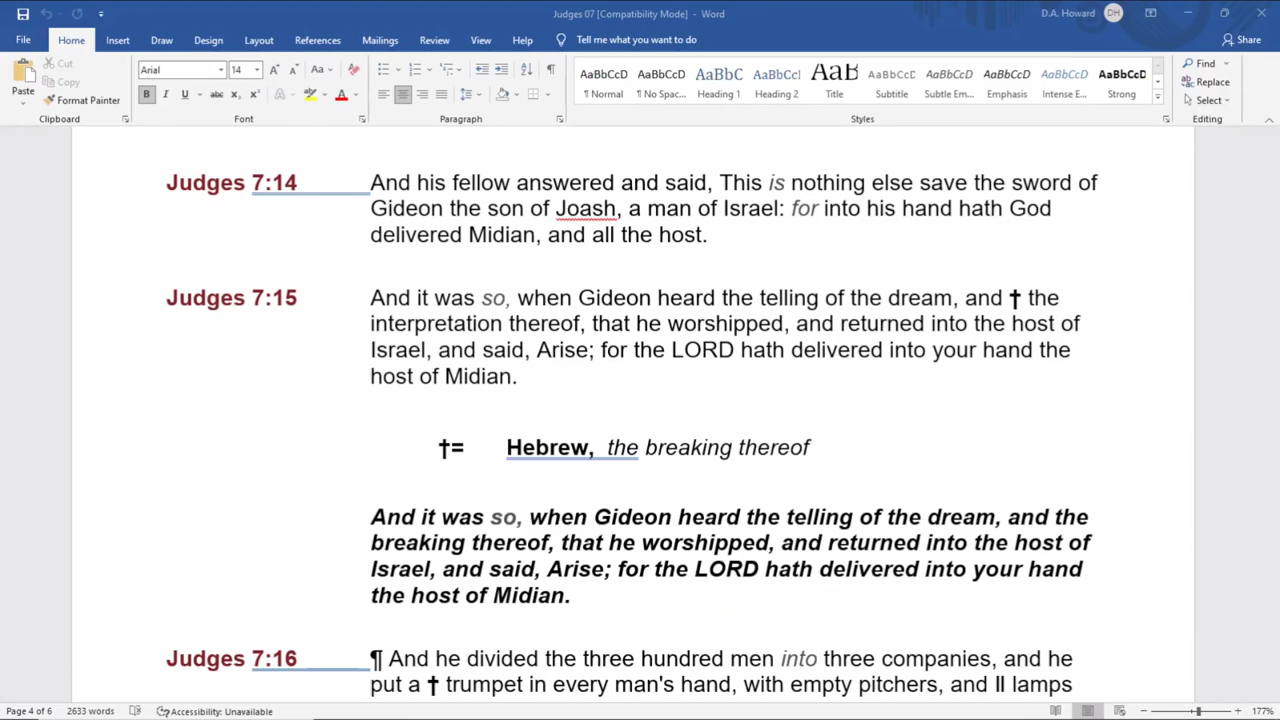 Judges 07 [Compatibility Mode] - Word
D.A. Howard DH
File Home Insert Draw Design Layout References Mailings Review View Help Tell me what you want to do Share
Paste
Cut
Copy
Format Painter
Arial 14
Aa
B I U abc x₂ x² A A
AaBbCcD AaBbCcD AaBbC AaBbCcI AaB AaBbCcD AaBbCcD AaBbCcD AaBbCcD AaBbCcD
¶ Normal ¶ No Spac... Heading 1 Heading 2 Title Subtitle Subtle Em... Emphasis Intense E... Strong
Find
Replace
Select
Clipboard Font Paragraph Styles Editing
Judges 7:14 And his fellow answered and said, This is nothing else save the sword of
Gideon the son of Joash, a man of Israel: for into his hand hath God
delivered Midian, and all the host.
Judges 7:15 And it was so, when Gideon heard the telling of the dream, and † the
interpretation thereof, that he worshipped, and returned into the host of
Israel, and said, Arise; for the LORD hath delivered into your hand the
host of Midian.
†= Hebrew, the breaking thereof
And it was so, when Gideon heard the telling of the dream, and the
breaking thereof, that he worshipped, and returned into the host of
Israel, and said, Arise; for the LORD hath delivered into your hand
the host of Midian.
Judges 7:16 ¶ And he divided the three hundred men into three companies, and he
put a † trumpet in every man's hand, with empty pitchers, and ll lamps
Page 4 of 6 2633 words Accessibility: Unavailable 177%